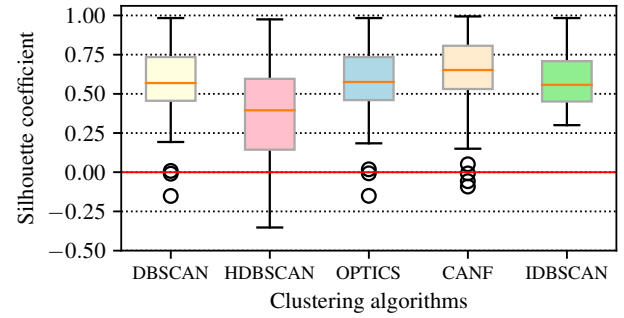 1.00
0.75
0.50
0.25
0.00
−0.25
−0.50
Silhouette coefficient
DBSCAN HDBSCAN OPTICS CANF IDBSCAN
Clustering algorithms